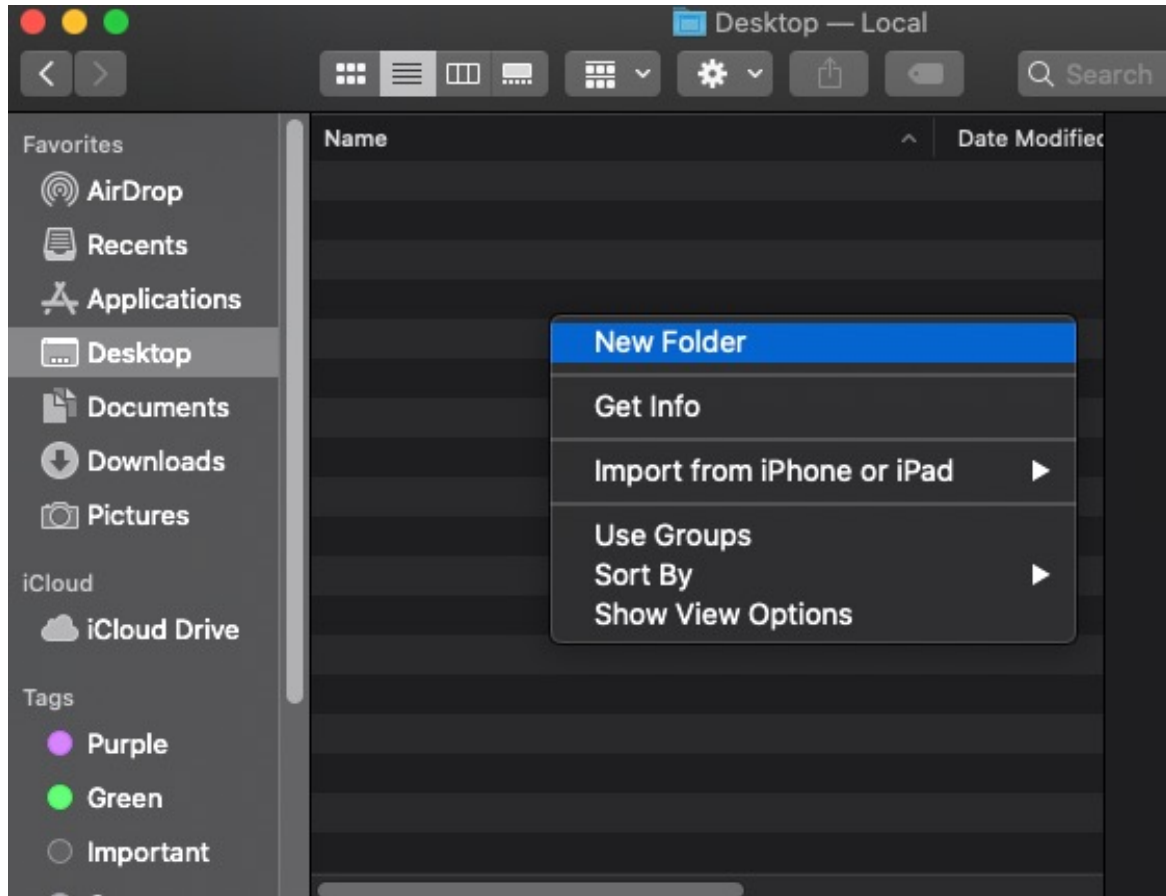 Desktop — Local
Search
Favorites
AirDrop
Recents
Applications
Desktop
Documents
Downloads
Pictures
iCloud
iCloud Drive
Tags
Purple
Green
Important
Name
Date Modified
New Folder
Get Info
Import from iPhone or iPad
Use Groups
Sort By
Show View Options